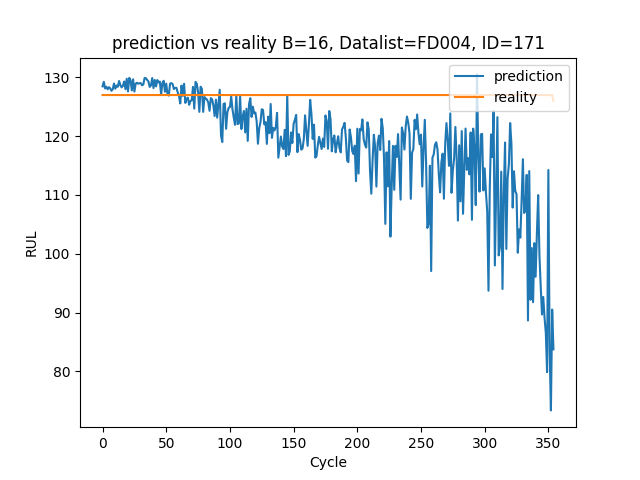 prediction vs reality B=16, Datalist=FD004, ID=171
prediction
reality
RUL
130
120
110
100
90
80
0 50 100 150 200 250 300 350
Cycle